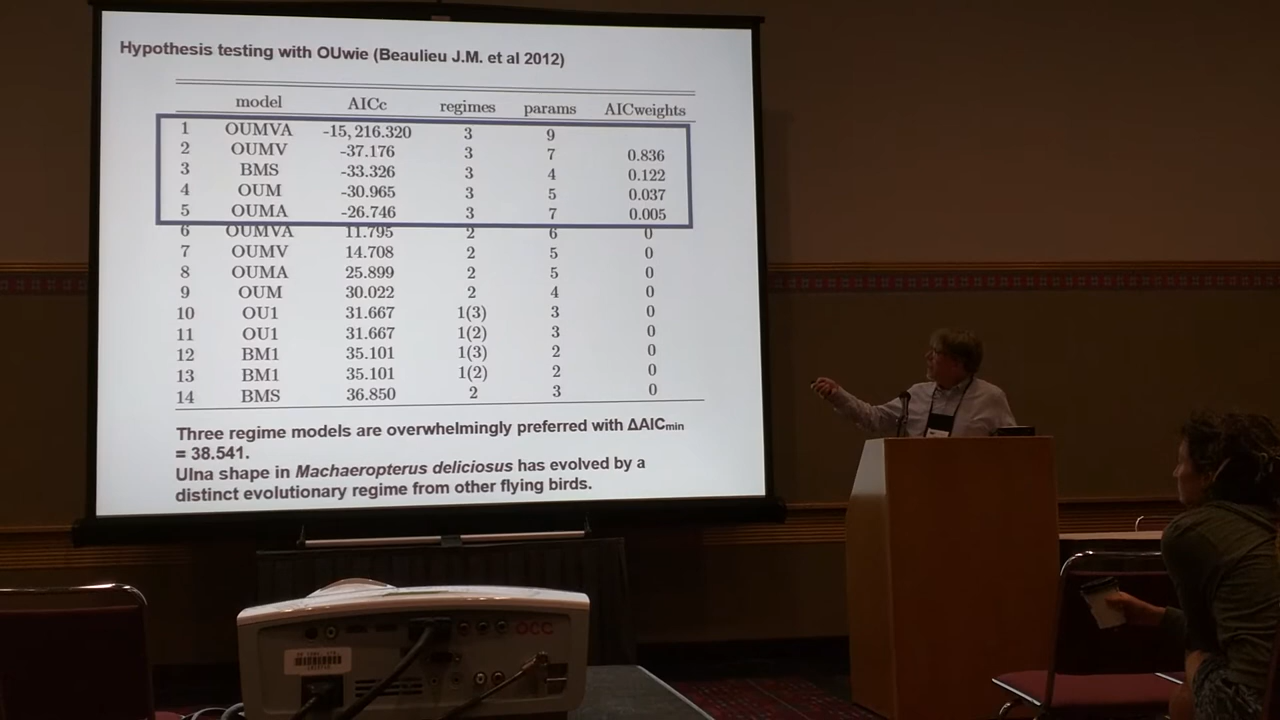 Hypothesis testing with OUwie (Beaulieu J.M. et al 2012)
model AICc regimes params AICweights
1 OUMVA -15,216.320 3 9
2 OUMV -37.176 3 7 0.836
3 BMS -33.326 3 4 0.122
4 OUM -30.965 3 5 0.037
5 OUMA -26.746 3 7 0.005
6 OUMVA 11.795 2 6 0
7 OUMV 14.708 2 5 0
8 OUMA 25.899 2 5 0
9 OUM 30.022 2 4 0
10 OU1 31.667 1(3) 3 0
11 OU1 31.667 1(2) 3 0
12 BM1 35.101 1(3) 2 0
13 BM1 35.101 1(2) 2 0
14 BMS 36.850 2 3 0
Three regime models are overwhelmingly preferred with ΔAICmin
= 38.541.
Ulna shape in Machaeropterus deliciosus has evolved by a
distinct evolutionary regime from other flying birds.
OCC